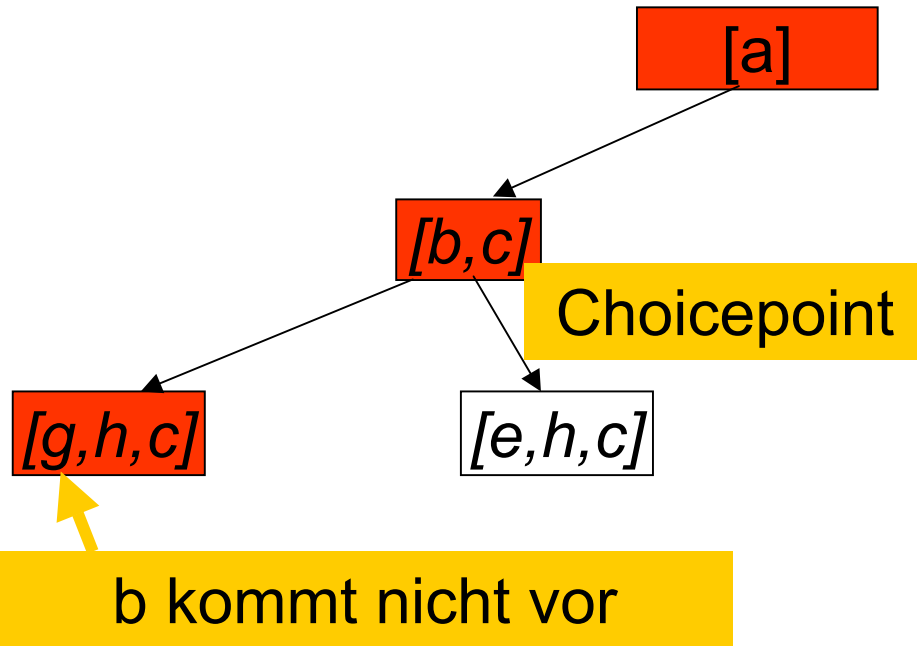 [a]
[b,c]
Choicepoint
[g,h,c]
[e,h,c]
b kommt nicht vor